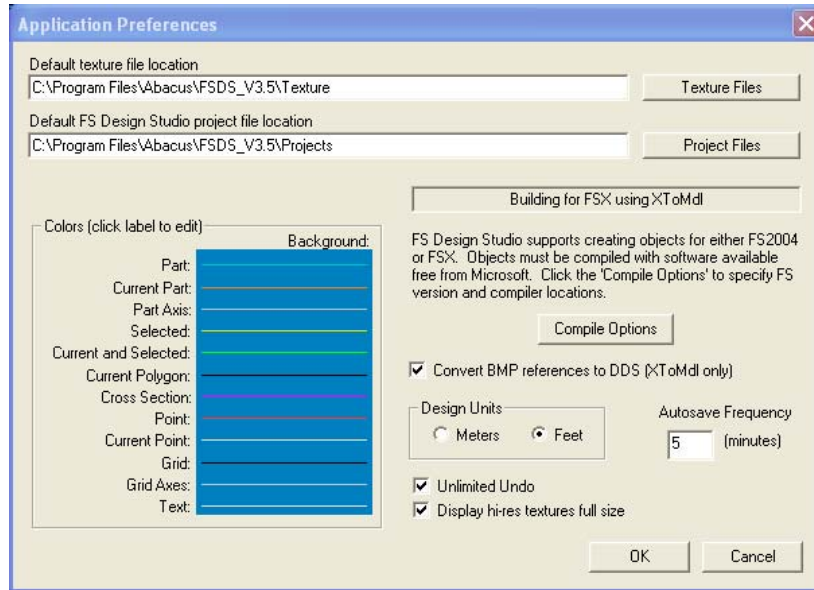 Application Preferences
Default texture file location
C:\Program Files\Abacus\FSDS_V3.5\Texture
Texture Files
Default FS Design Studio project file location
C:\Program Files\Abacus\FSDS_V3.5\Projects
Project Files
Colors (click label to edit)
Background:
Part:
Current Part:
Part Axis:
Selected:
Current and Selected:
Current Polygon:
Cross Section:
Point:
Current Point:
Grid:
Grid Axes:
Text:
Building for FSX using XToMdl
FS Design Studio supports creating objects for either FS2004
or FSX. Objects must be compiled with software available
free from Microsoft. Click the 'Compile Options' to specify FS
version and compiler locations.
Compile Options
Convert BMP references to DDS (XToMdl only)
Design Units
Meters
Feet
Autosave Frequency
5
(minutes)
Unlimited Undo
Display hi-res textures full size
OK
Cancel